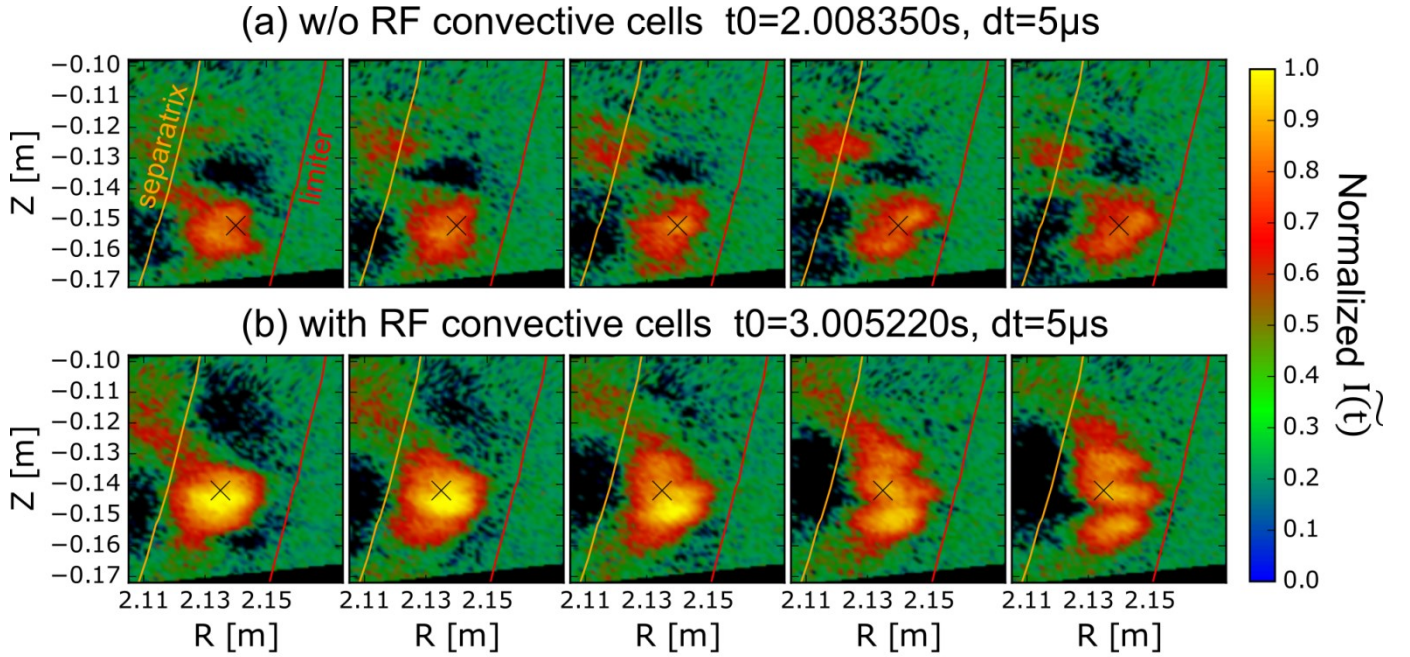 (a) w/o RF convective cells t0=2.008350s, dt=5µs
−0.10
−0.11
−0.12
−0.13
−0.14
−0.15
−0.16
−0.17
Z [m]
separatrix
limiter
(b) with RF convective cells t0=3.005220s, dt=5µs
−0.10
−0.11
−0.12
−0.13
−0.14
−0.15
−0.16
−0.17
Z [m]
2.11 2.13 2.15
2.11 2.13 2.15
2.11 2.13 2.15
2.11 2.13 2.15
2.11 2.13 2.15
R [m]
R [m]
R [m]
R [m]
R [m]
1.0
0.9
0.8
0.7
0.6
0.5
0.4
0.3
0.2
0.1
0.0
Normalized I(t)~